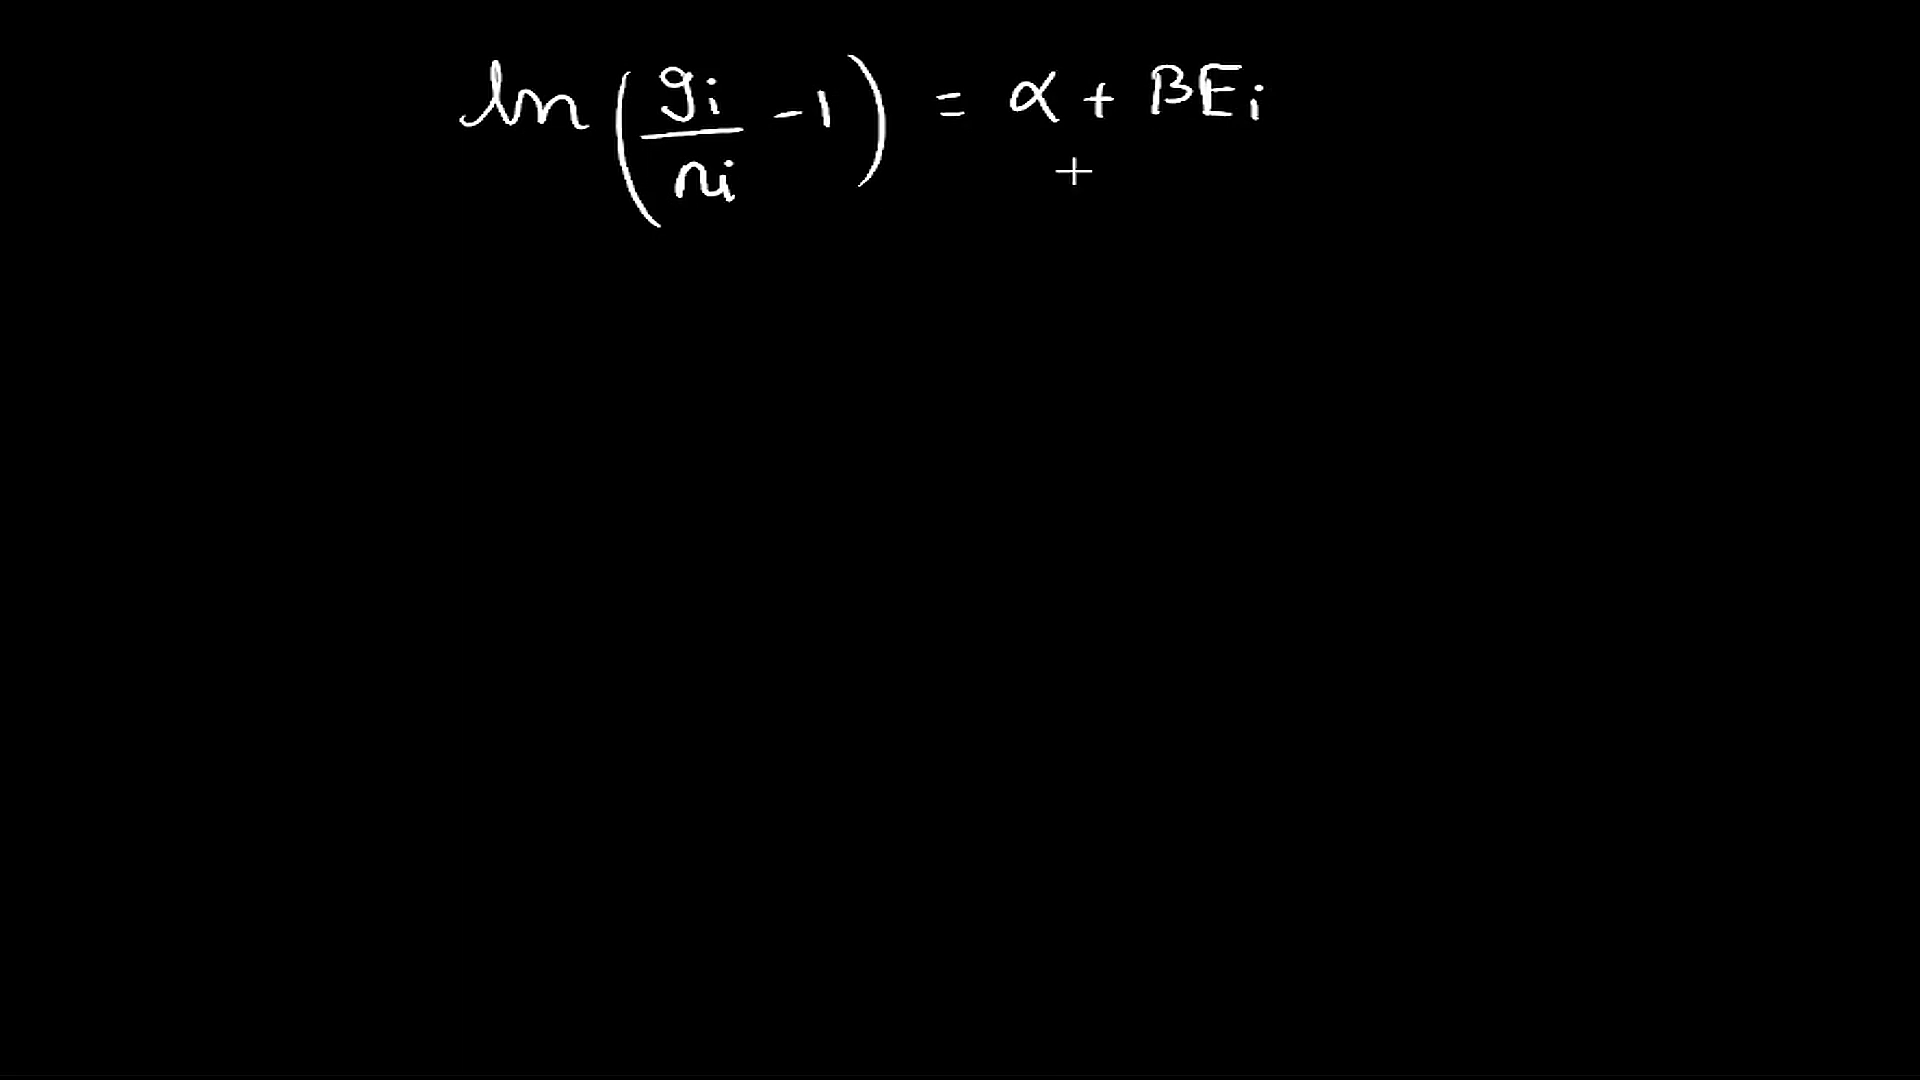 ln(gi/ni - 1) = α + βEi